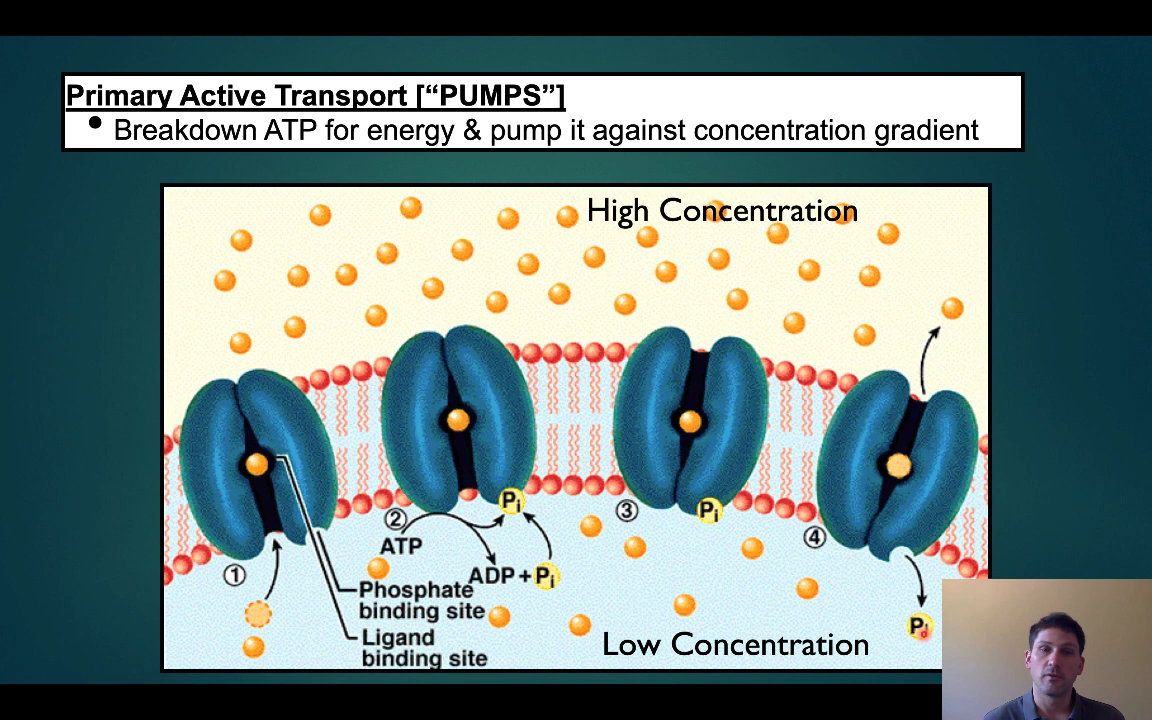 Primary Active Transport [“PUMPS”]
• Breakdown ATP for energy & pump it against concentration gradient
High Concentration
Pi
Pi
③
②
④
ATP
①
ADP + Pi
Phosphate
binding site
Ligand
binding site
Low Concentration
Pi